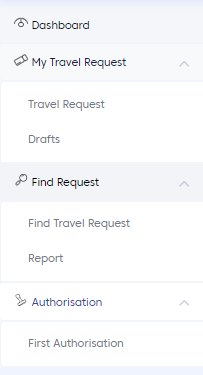 Dashboard
My Travel Request
Travel Request
Drafts
Find Request
Find Travel Request
Report
Authorisation
First Authorisation